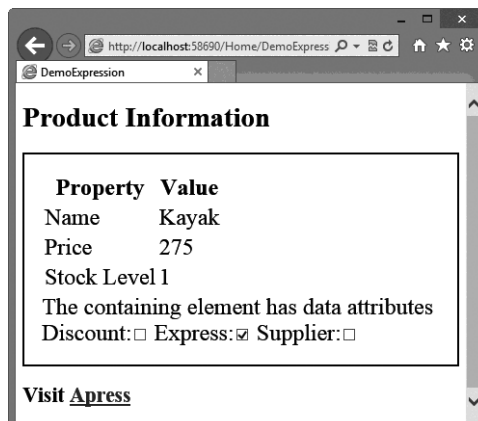 http://localhost:58690/Home/DemoExpress
DemoExpression
Product Information
Property Value
Name Kayak
Price 275
Stock Level 1
The containing element has data attributes
Discount: Express: Supplier:
Visit Apress